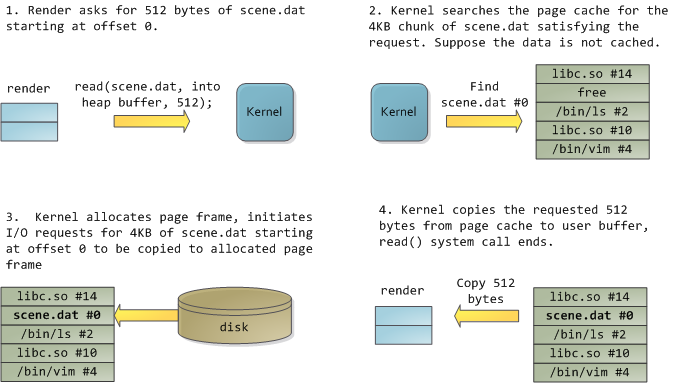 1. Render asks for 512 bytes of scene.dat
starting at offset 0.
render
read(scene.dat, into
heap buffer, 512);
Kernel
2. Kernel searches the page cache for the
4KB chunk of scene.dat satisfying the
request. Suppose the data is not cached.
Kernel
Find
scene.dat #0
libc.so #14
free
/bin/ls #2
libc.so #10
/bin/vim #4
3. Kernel allocates page frame, initiates
I/O requests for 4KB of scene.dat starting
at offset 0 to be copied to allocated page
frame
libc.so #14
scene.dat #0
/bin/ls #2
libc.so #10
/bin/vim #4
disk
4. Kernel copies the requested 512
bytes from page cache to user buffer,
read() system call ends.
render
Copy 512
bytes
libc.so #14
scene.dat #0
/bin/ls #2
libc.so #10
/bin/vim #4